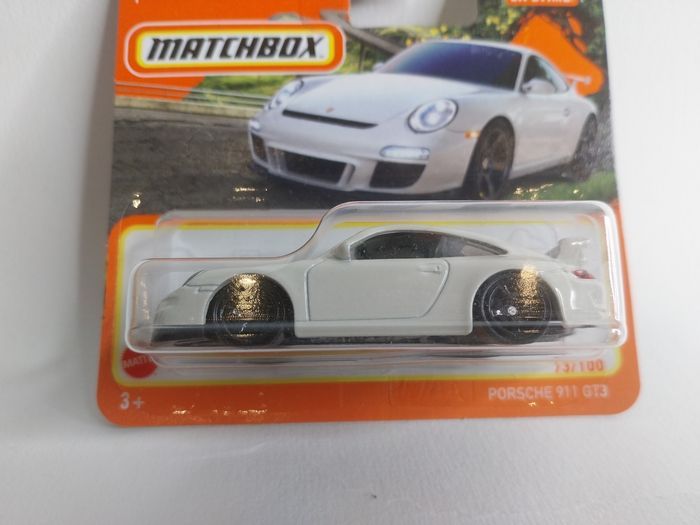 MATCHBOX
73/100
PORSCHE 911 GT3
3+